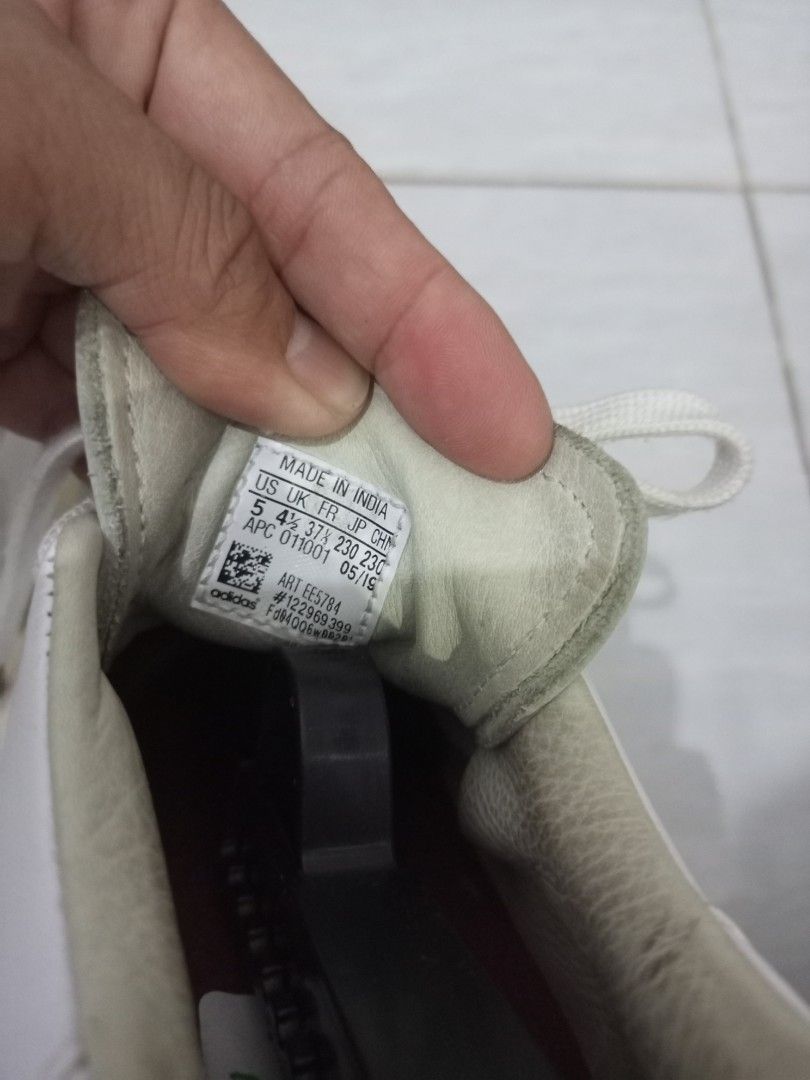 MADE IN INDIA
US UK FR JP CHN
5 4½ 37⅓ 230 230
APC 011001 05/19
ART EE5784
#122969399
adidas